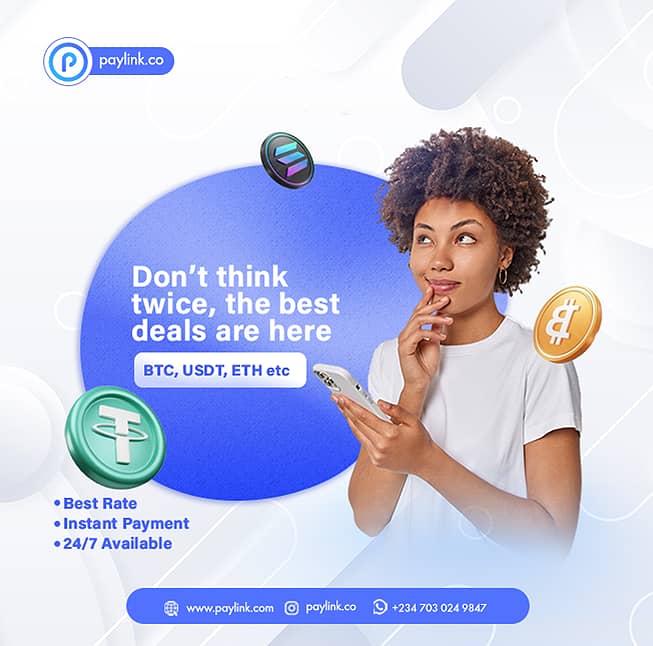 paylink.co
Don't think
twice, the best
deals are here
BTC, USDT, ETH etc
• Best Rate
• Instant Payment
• 24/7 Available
www.paylink.com paylink.co +234 703 024 9847